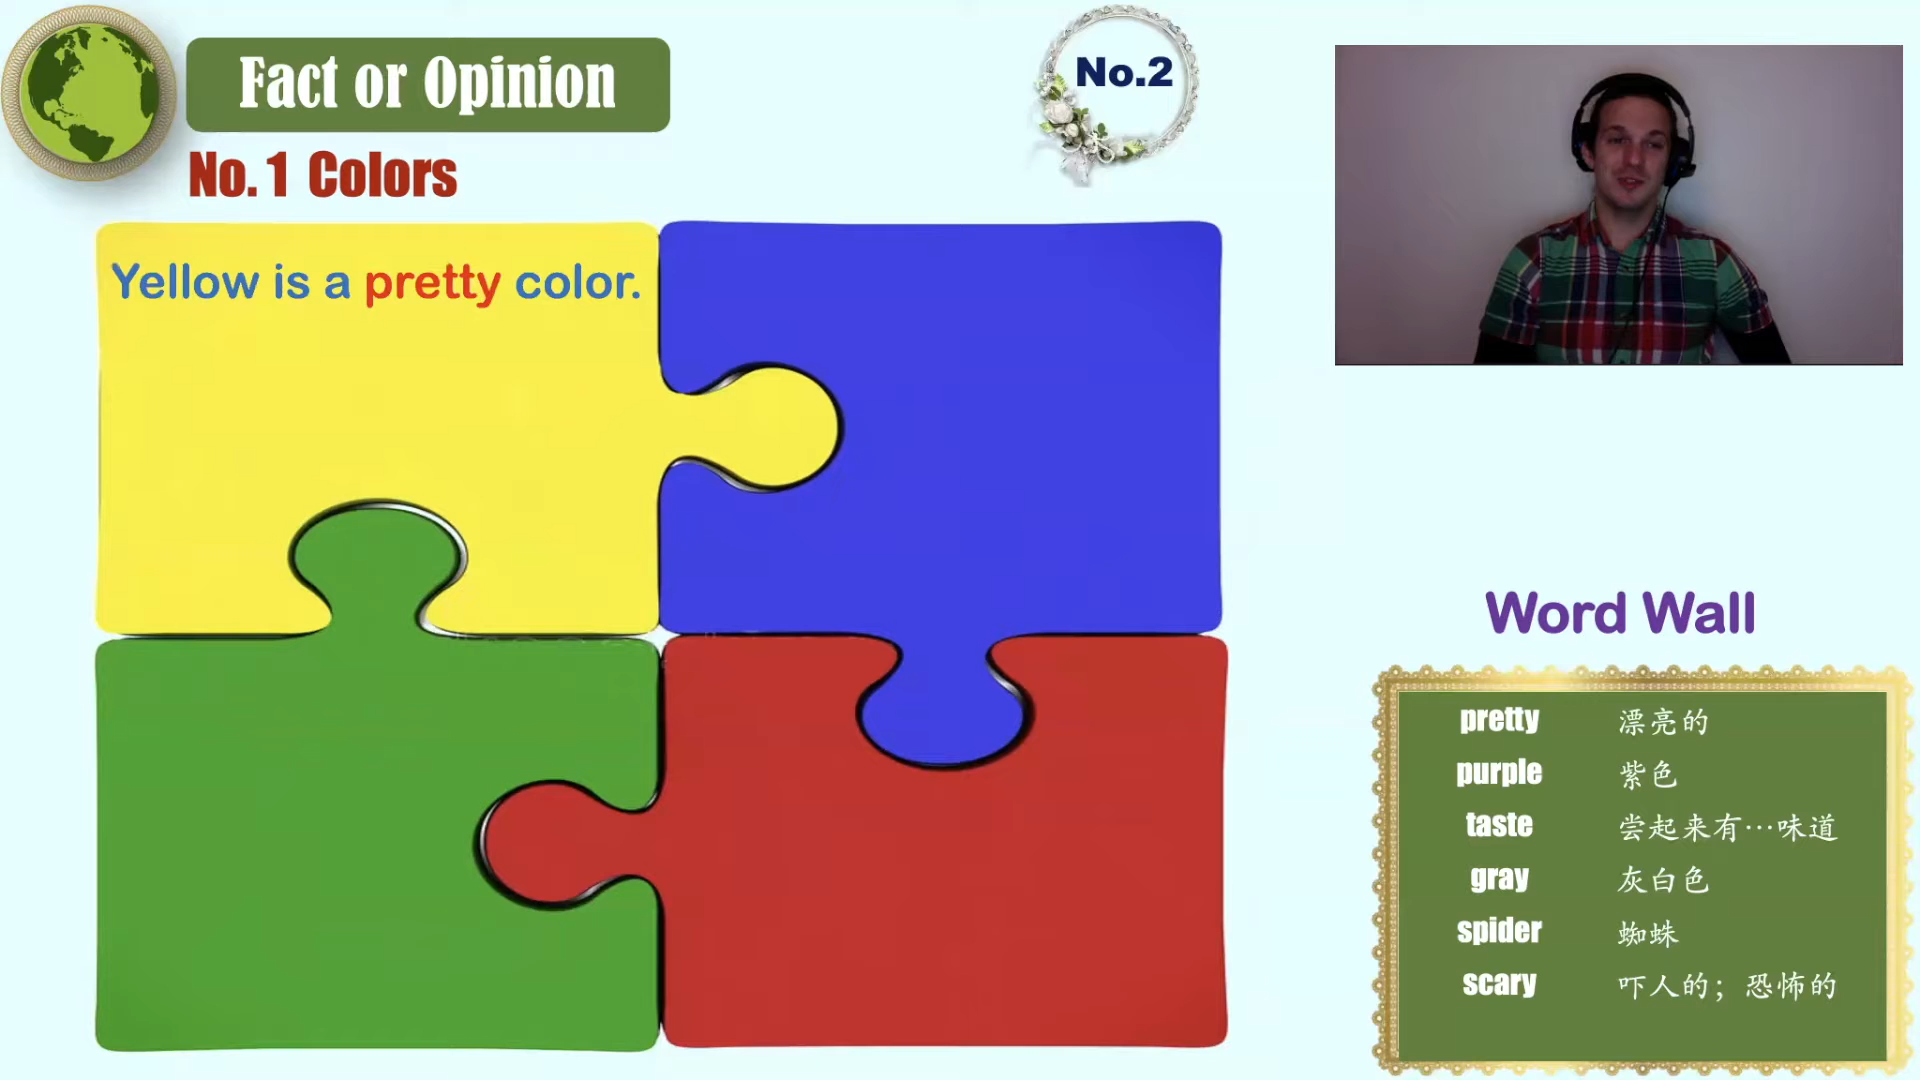 Fact or Opinion
No.2
No. 1 Colors
Yellow is a pretty color.
Word Wall
pretty 漂亮的
purple 紫色
taste 尝起来有…味道
gray 灰白色
spider 蜘蛛
scary 吓人的；恐怖的